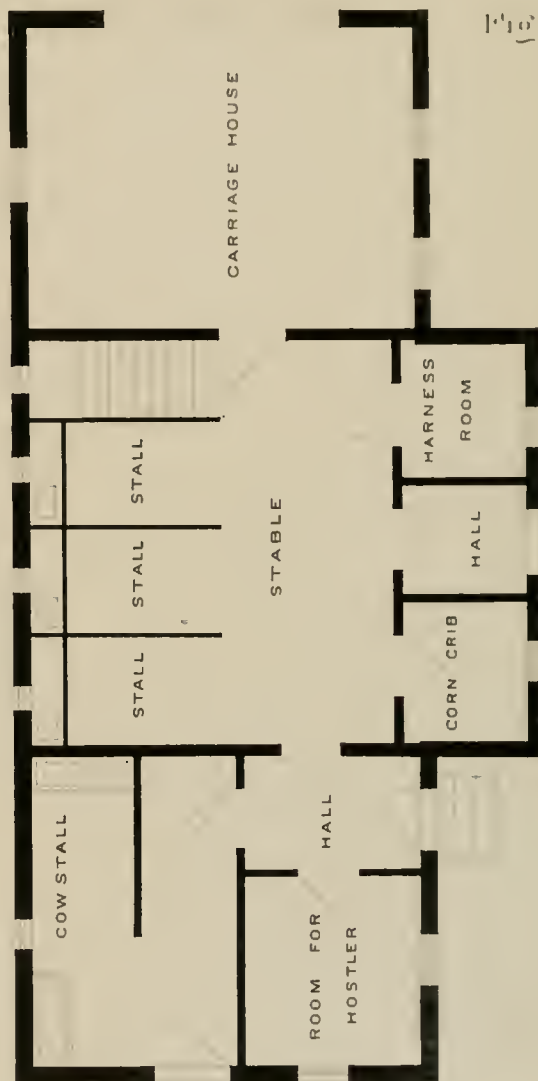 CARRIAGE HOUSE
STALL
STALL
STALL
STABLE
HARNESS
ROOM
HALL
CORN CRIB
COW STALL
HALL
ROOM FOR
HOSTLER